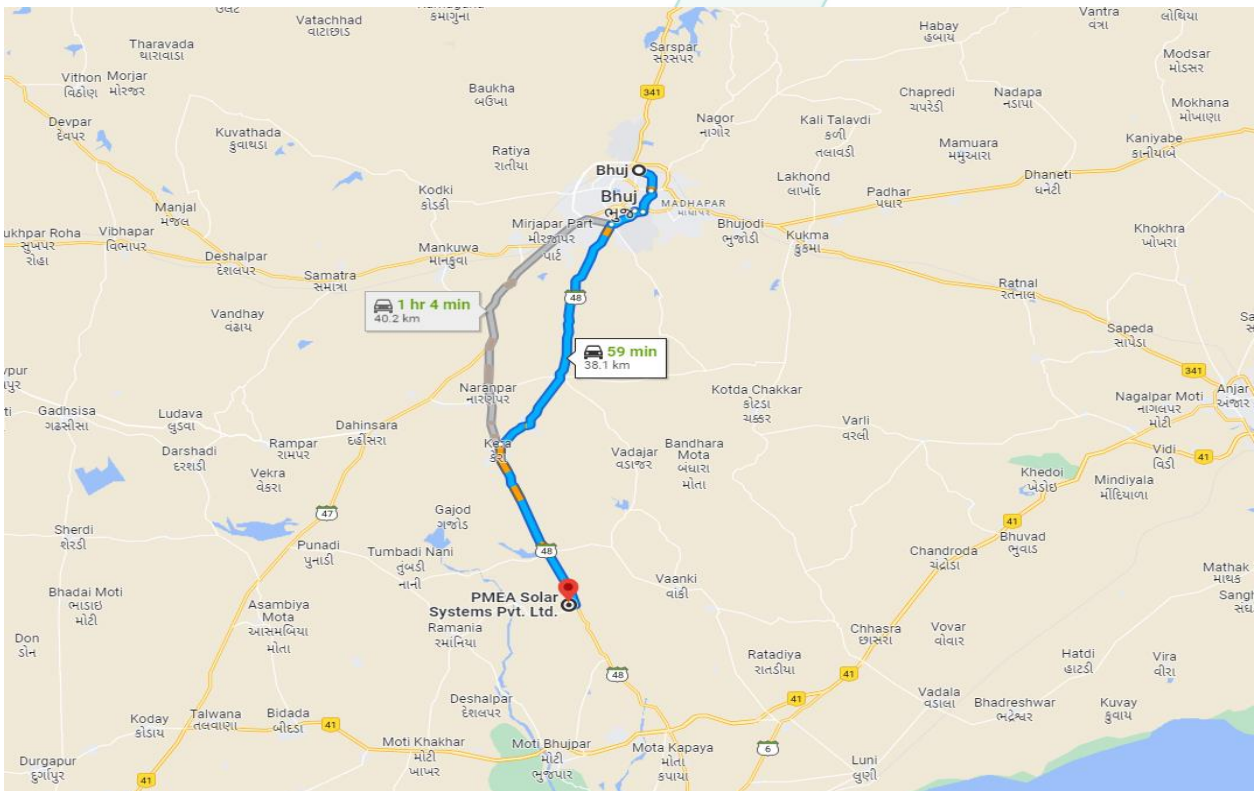 Vatachhad
વાટાછાડ
Tharavada
થારાવાડા
Sarspar
સરસપર
Habay
હબાય
Vantra
વંત્રા
લોથિયા
Modsar
મોડસર
Vithon
વિઠોણ
Morjar
મોરજર
Baukha
બઉખા
341
Chapredi
ચપરેડી
Nadapa
નડાપા
Mokhana
મોખાણા
Devpar
દેવપર
Kuvathada
કુવાથડા
Nagor
નાગોર
Kali Talavdi
કળી
તલાવડી
Mamuara
મમુઆરા
Kaniyabe
કાનીયાબે
Ratiya
રાતીયા
Bhuj
Lakhond
લાખોંદ
Dhaneti
ધનેટી
Kodki
કોડકી
Bhuj
ભુજ
MADHAPAR
માધાપર
Padhar
પધાર
Manjal
મંજલ
Mirjapar Part
મીરજાપર
પાર્ટ
Bhujodi
ભુજોડી
Kukma
કુકમા
Khokhra
ખોખરા
ukhpar Roha
સુખપર
રોહા
Vibhapar
વિભાપર
Deshalpar
દેશલપર
Mankuwa
માનકુવા
Samatra
સમાત્રા
Ratnal
રતનાલ
48
1 hr 4 min
40.2 km
Vandhay
વંઢાય
Sapeda
સાપેડા
59 min
38.1 km
341
Anjar
અંજાર
Naranpar
નારણપર
Kotda Chakkar
કોટડા
ચક્કર
Nagalpar Moti
નાગલપર
મોટી
Gadhsisa
ગઢસીસા
Ludava
લુડવા
Dahinsara
દહીંસરા
Varli
વરલી
Rampar
રામપર
Kera
કેરા
Bandhara
Mota
બંધારા
મોતા
Vadajar
વડાજર
Darshadi
દરશડી
Vidi
વિડી
41
Vekra
વેકરા
Khedoi
ખેડોઇ
Mindiyala
મીંદિયાળા
47
Gajod
ગજોડ
41
Sherdi
શેરડી
Bhuvad
ભુવાડ
Punadi
પુનાડી
Tumbadi Nani
તુંબડી
નાની
48
Chandroda
ચંદ્રોડા
Mathak
માથક
Bhadai Moti
ભાડાઇ
મોટી
Vaanki
વાંકી
PMEA Solar
Systems Pvt. Ltd.
Asambiya
Mota
આસમબિયા
મોતા
Ramania
રમાંનિયા
Chhasra
છાસરા
Vovar
વોવાર
Don
ડોન
Ratadiya
રાતડીયા
Hatdi
હાટડી
Vira
વીરા
48
41
Deshalpar
દેશલપર
Vadala
વડાલા
Bhadreshwar
ભદ્રેશ્વર
Kuvay
કુવાય
Koday
કોડાય
Talwana
તલવાણા
Bidada
બીદડા
41
Moti Khakhar
મોટી
ખાખર
Moti Bhujpar
મોટી
ભુજપાર
Mota Kapaya
મોતા
કપાયા
6
Luni
લુણી
Durgapur
દુર્ગાપુર
41